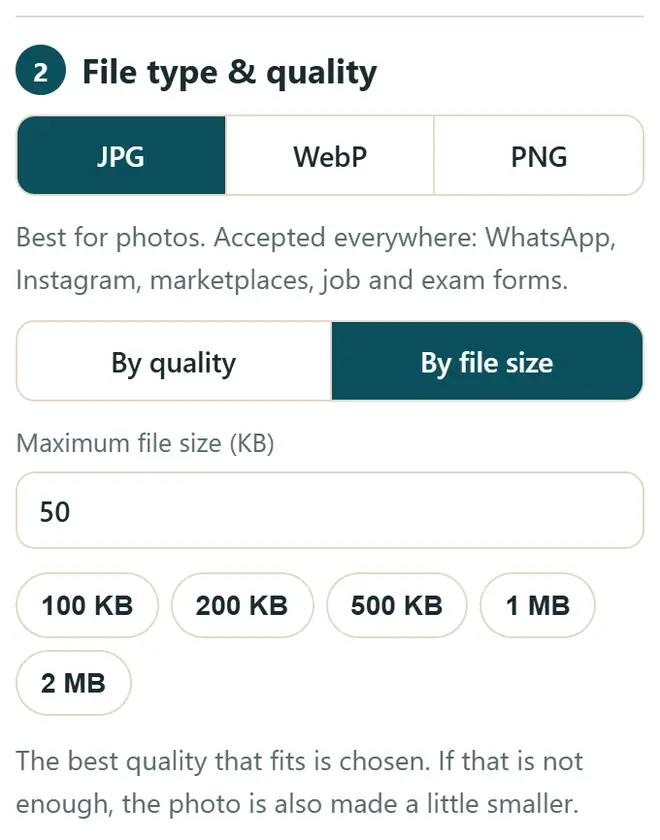 2 File type & quality
JPG WebP PNG
Best for photos. Accepted everywhere: WhatsApp,
Instagram, marketplaces, job and exam forms.
By quality By file size
Maximum file size (KB)
50
100 KB 200 KB 500 KB 1 MB
2 MB
The best quality that fits is chosen. If that is not
enough, the photo is also made a little smaller.